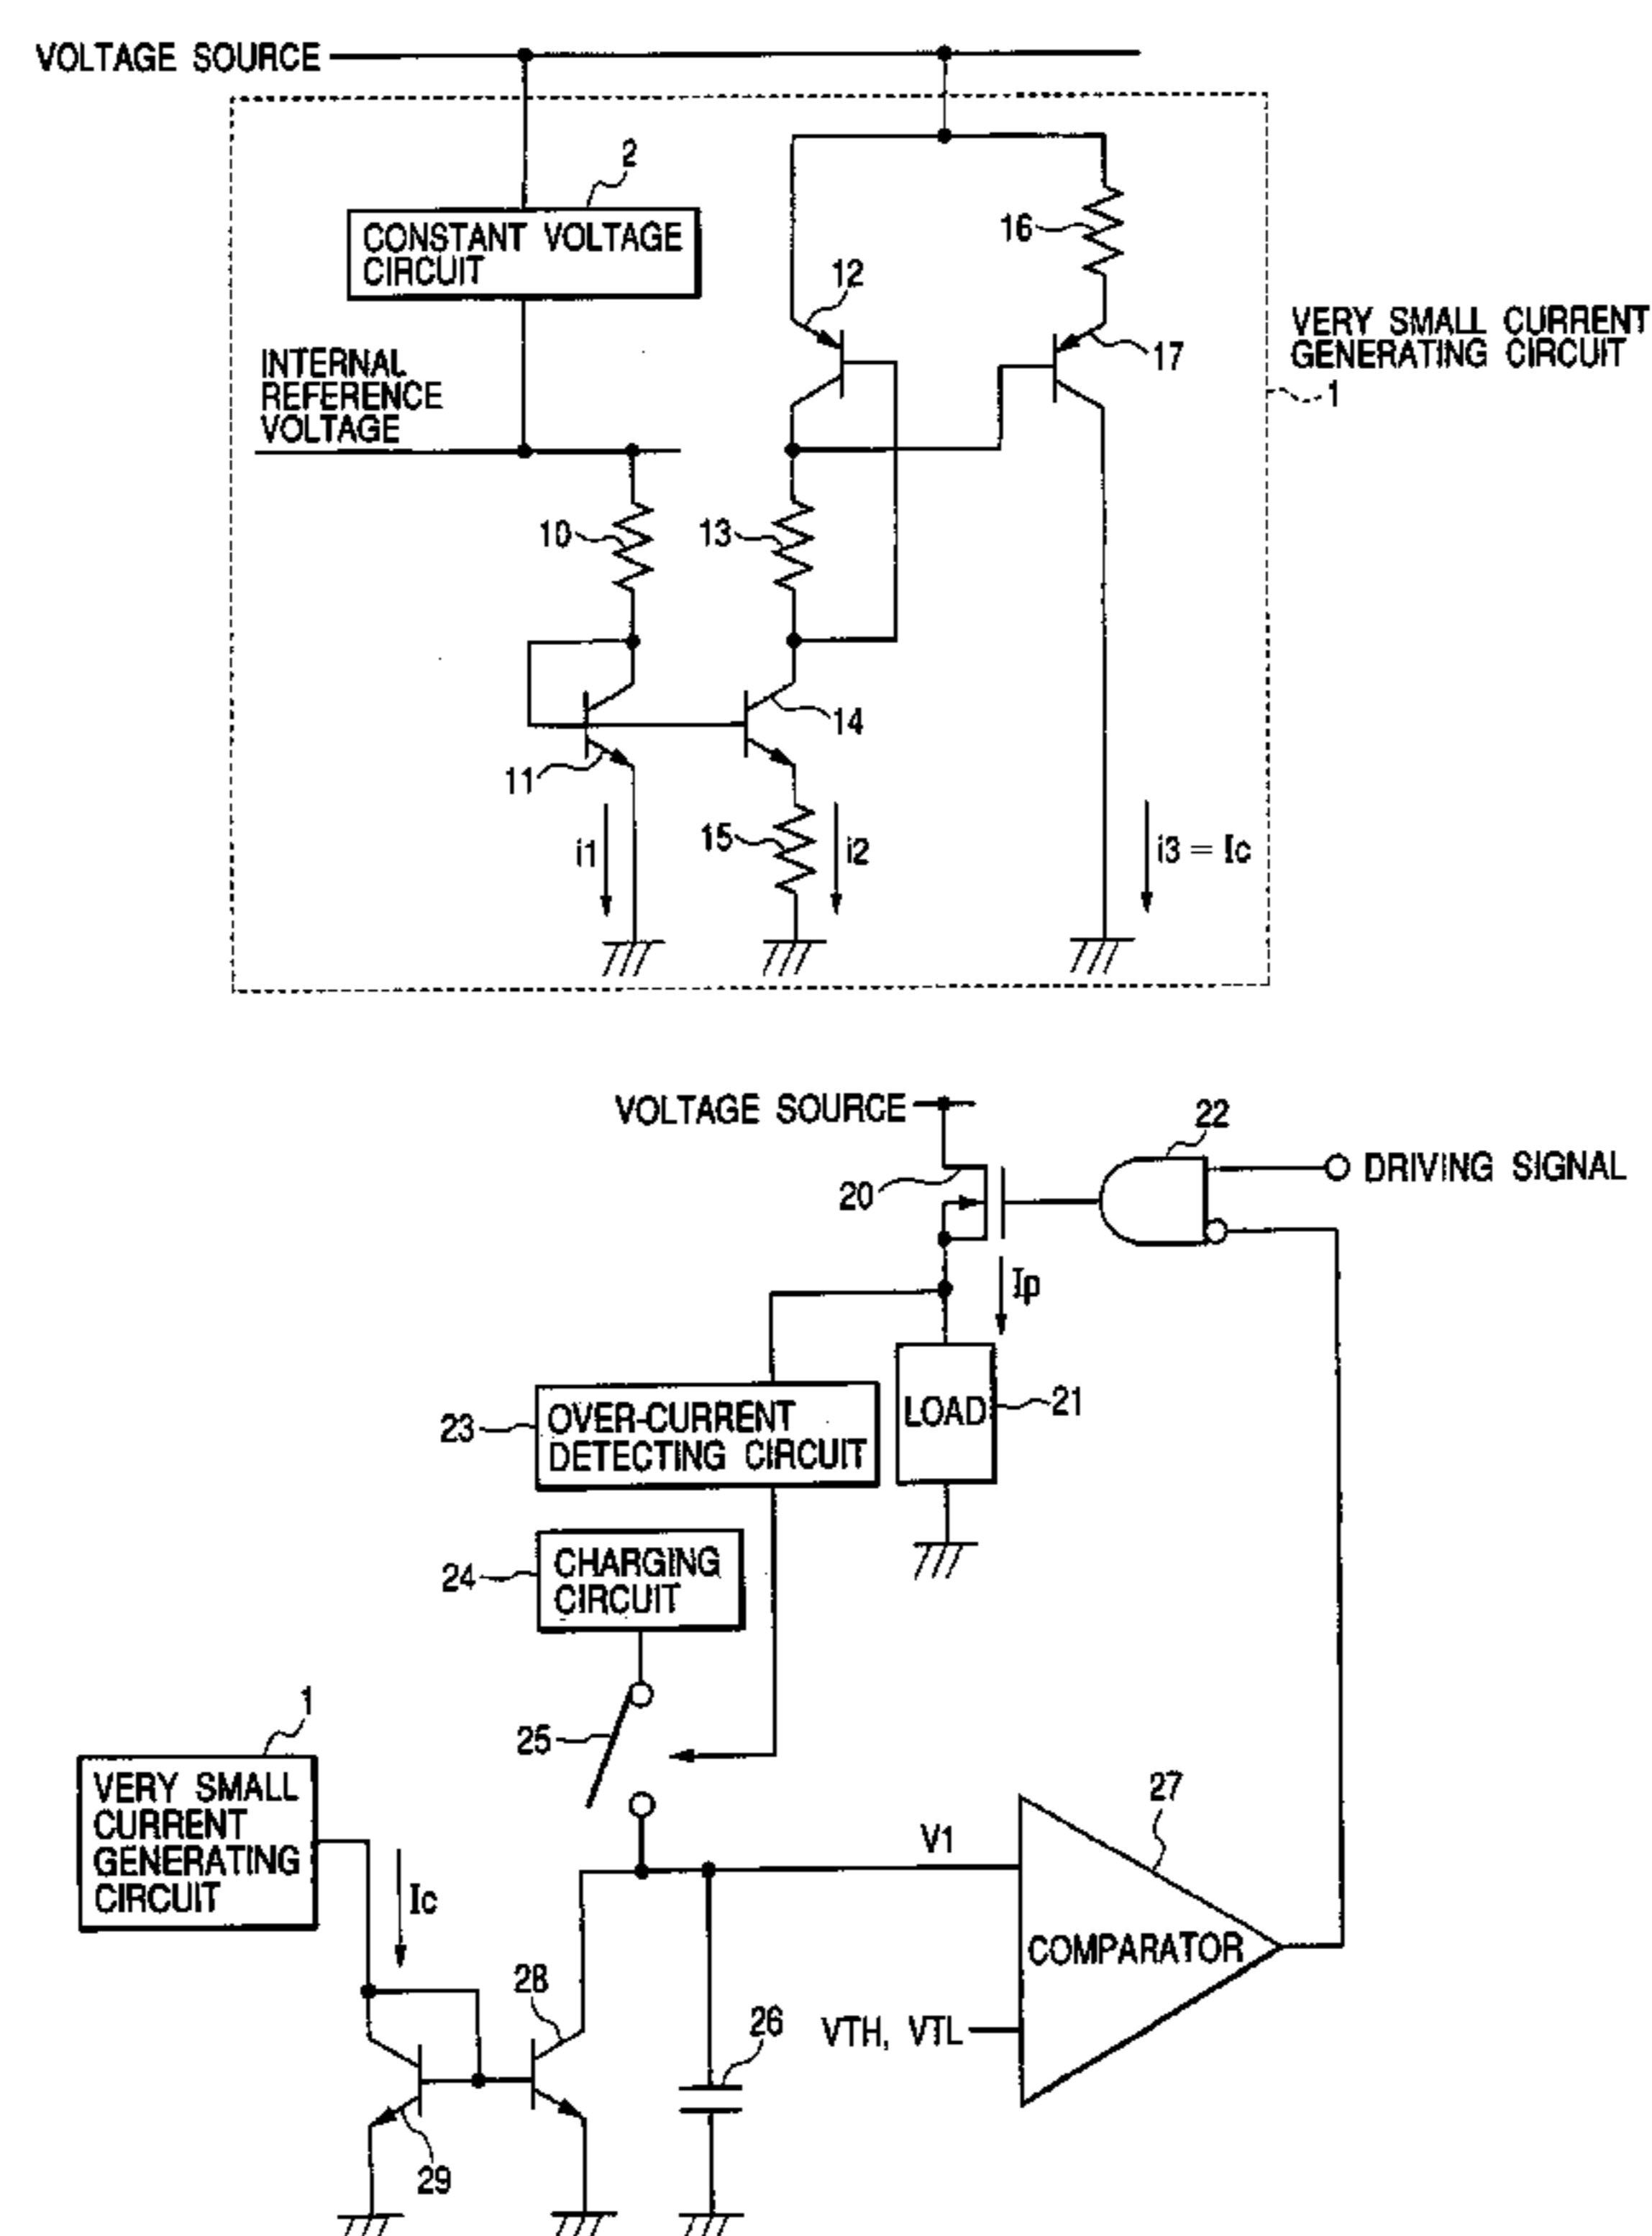 VOLTAGE SOURCE
2
CONSTANT VOLTAGE
CIRCUIT
16
12
VERY SMALL CURRENT
GENERATING CIRCUIT
17
1
INTERNAL
REFERENCE
VOLTAGE
10
13
14
11
15
i1
i2
i3 = Ic
VOLTAGE SOURCE
22
DRIVING SIGNAL
20
Ip
LOAD
21
23
OVER-CURRENT
DETECTING CIRCUIT
24
CHARGING
CIRCUIT
1
25
VERY SMALL
CURRENT
GENERATING
CIRCUIT
27
V1
Ic
COMPARATOR
28
26
VTH, VTL
29